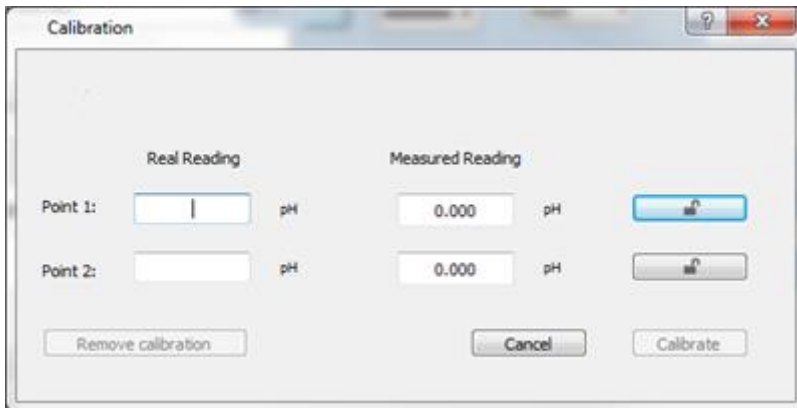 Calibration
?
Real Reading Measured Reading
Point 1: pH 0.000 pH
Point 2: pH 0.000 pH
Remove calibration Cancel Calibrate